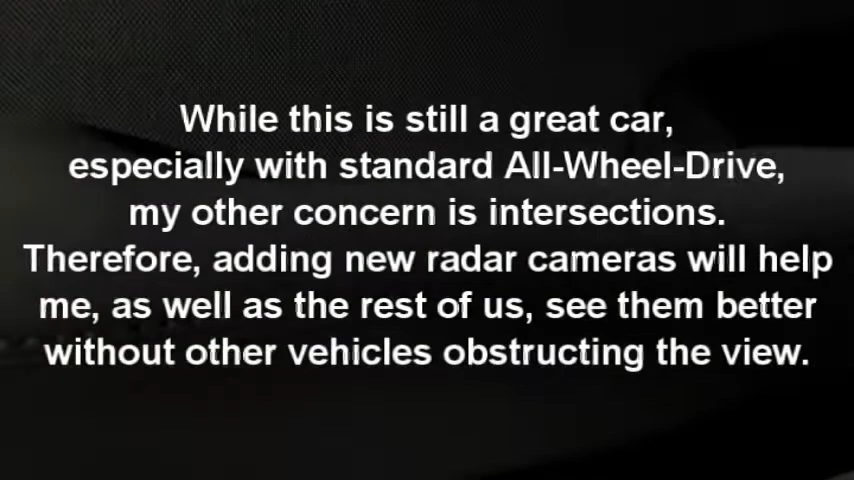 While this is still a great car,
especially with standard All-Wheel-Drive,
my other concern is intersections.
Therefore, adding new radar cameras will help
me, as well as the rest of us, see them better
without other vehicles obstructing the view.